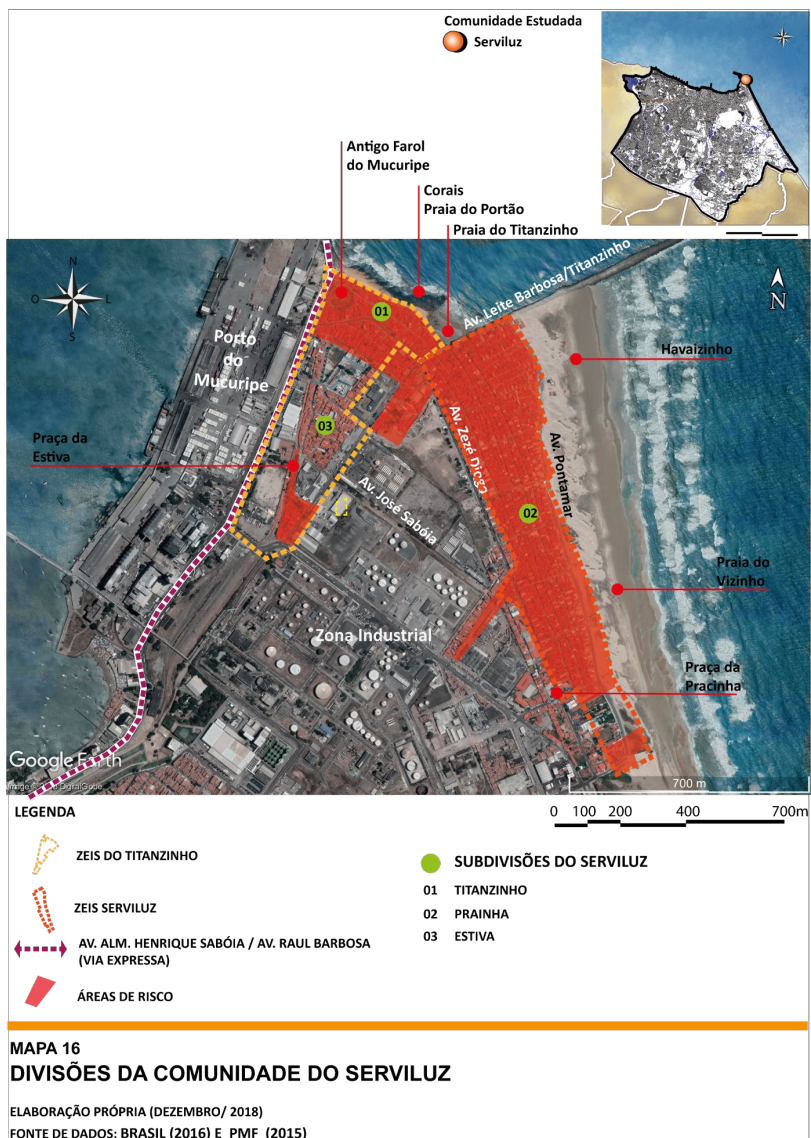 Comunidade Estudada
Serviluz
Antigo Farol
do Mucuripe
Corais
Praia do Portão
Praia do Titanzinho
Av. Leite Barbosa/Titanzinho
N
O
L
S
N
01
Porto
do
Mucuripe
Havaizinho
03
Praça da
Estiva
Av. Zezé Diogo
Av. Pontamar
Av. José Sabóia
02
Praia do
Vizinho
Zona Industrial
Praça da
Pracinha
Google Earth
700 m
LEGENDA
0 100 200 400 700m
ZEIS DO TITANZINHO
ZEIS SERVILUZ
AV. ALM. HENRIQUE SABÓIA / AV. RAUL BARBOSA
(VIA EXPRESSA)
ÁREAS DE RISCO
SUBDIVISÕES DO SERVILUZ
01 TITANZINHO
02 PRAINHA
03 ESTIVA
MAPA 16
DIVISÕES DA COMUNIDADE DO SERVILUZ
ELABORAÇÃO PRÓPRIA (DEZEMBRO/ 2018)
FONTE DE DADOS: BRASIL (2016) E PMF (2015)